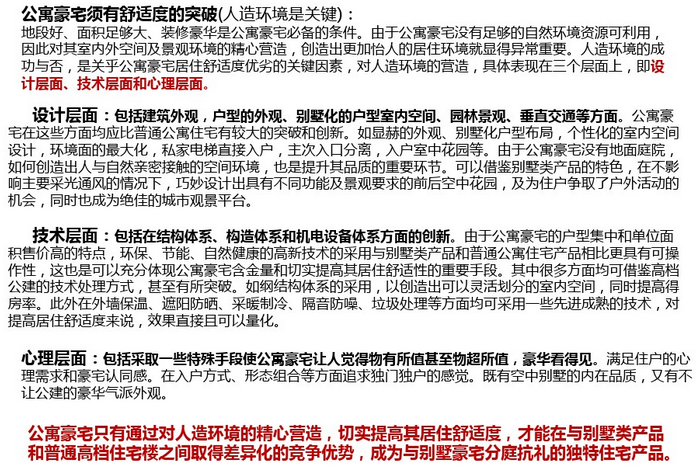 公寓豪宅须有舒适度的突破(人造环境是关键)：
地段好、面积足够大、装修豪华是公寓豪宅必备的条件。由于公寓豪宅没有足够的自然环境资源可利用，
因此对其室内外空间及景观环境的精心营造，创造出更加怡人的居住环境就显得异常重要。人造环境的成
功与否，是关乎公寓豪宅居住舒适度优劣的关键因素，对人造环境的营造，具体表现在三个层面上，即设
计层面、技术层面和心理层面。
设计层面：包括建筑外观，户型的外观、别墅化的户型室内空间、园林景观、垂直交通等方面。公寓豪
宅在这些方面均应比普通公寓住宅有较大的突破和创新。如显赫的外观、别墅化户型布局，个性化的室内空间
设计，环境面的最大化，私家电梯直接入户，主次入口分离，入户室中花园等。由于公寓豪宅没有地面庭院，
如何创造出人与自然亲密接触的空间环境，也是提升其品质的重要环节。可以借鉴别墅类产品的特色，在不影
响主要采光通风的情况下，巧妙设计出具有不同功能及景观要求的前后空中花园，及为住户争取了户外活动的
机会，同时也成为绝佳的城市观景平台。
技术层面：包括在结构体系、构造体系和机电设备体系方面的创新。由于公寓豪宅的户型集中和单位面
积售价高的特点，环保、节能、自然健康的高新技术的采用与别墅类产品和普通公寓住宅产品相比更具有可操
作性，这也是可以充分体现公寓豪宅含金量和切实提高其居住舒适性的重要手段。其中很多方面均可借鉴高档
公建的技术处理方式，甚至有所突破。如纲结构体系的采用，以创造出可以灵活划分的室内空间，同时提高得
房率。此外在外墙保温、遮阳防晒、采暖制冷、隔音防噪、垃圾处理等方面均可采用一些先进成熟的技术，对
提高居住舒适度来说，效果直接且可以量化。
心理层面：包括采取一些特殊手段使公寓豪宅让人觉得物有所值甚至物超所值，豪华看得见。满足住户的心
理需求和豪宅认同感。在入户方式、形态组合等方面追求独门独户的感觉。既有空中别墅的内在品质，又有不
让公建的豪华气派外观。
公寓豪宅只有通过对人造环境的精心营造，切实提高其居住舒适度，才能在与别墅类产品
和普通高档住宅楼之间取得差异化的竞争优势，成为与别墅豪宅分庭抗礼的独特住宅产品。